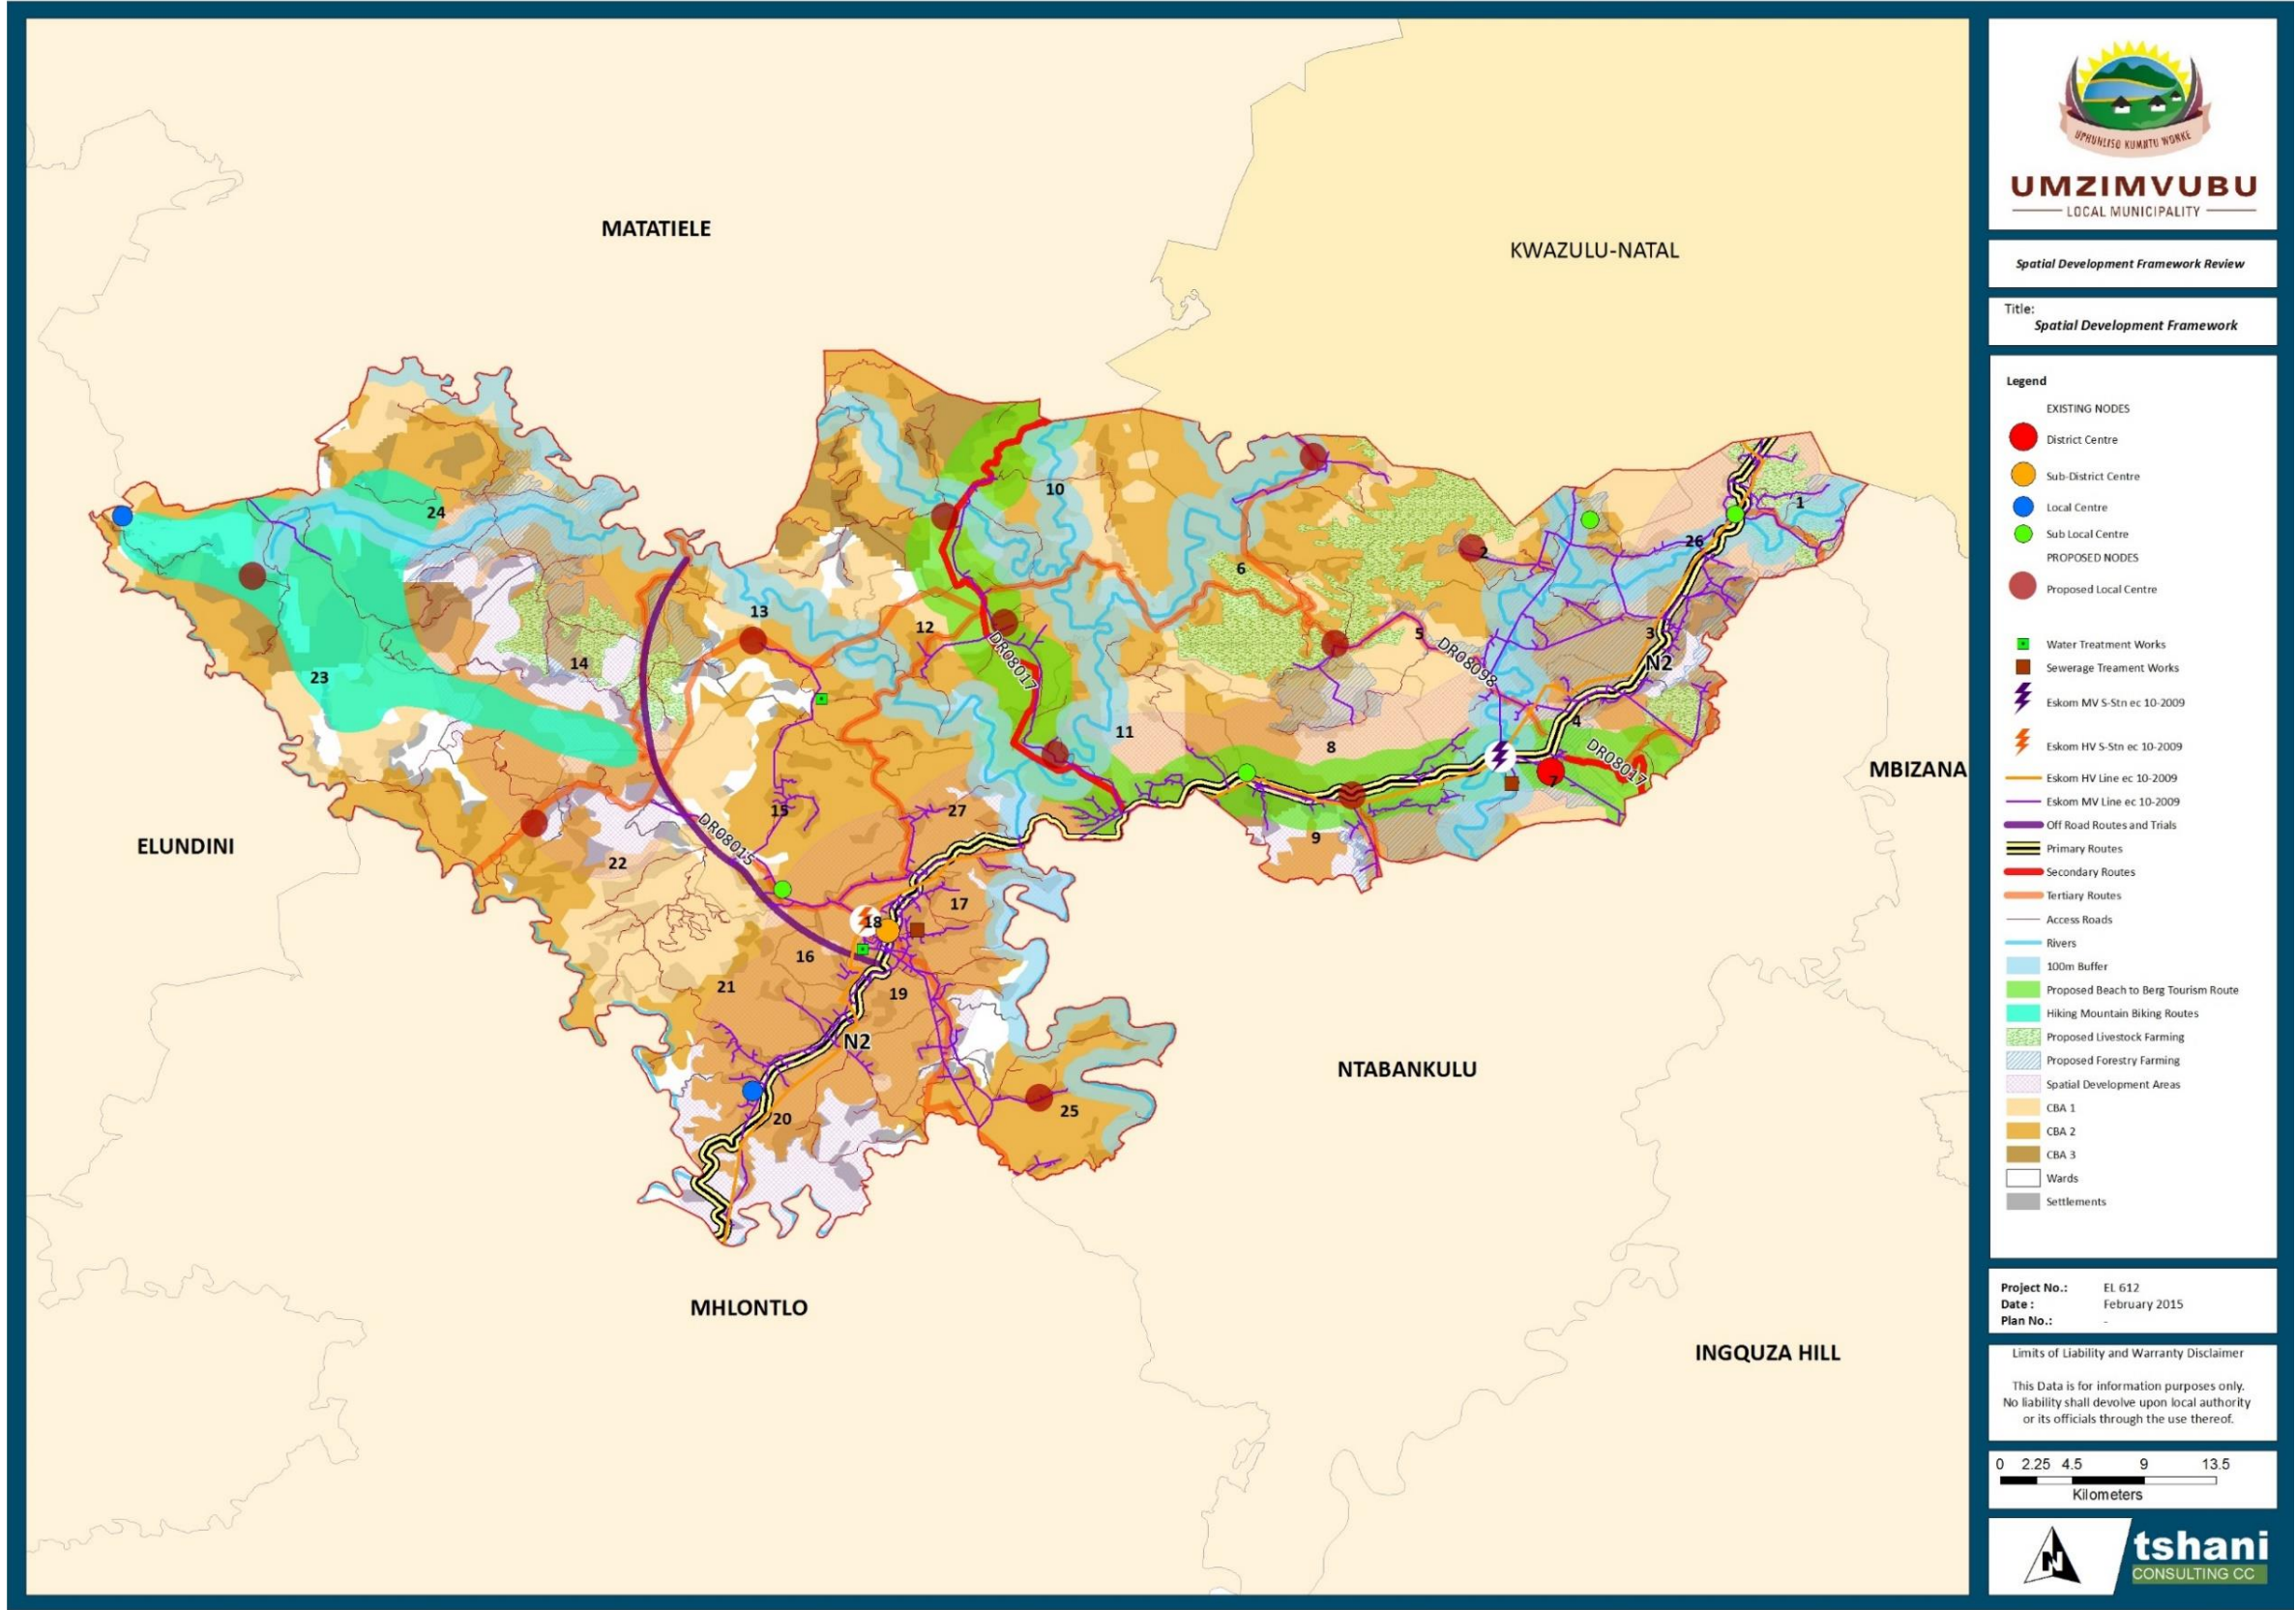 MATATIELE
KWAZULU-NATAL
10
24
1
26
2
6
13
12
5
3
N2
DR08098
14
DR08017
23
4
11
8
DR08017
7
MBIZANA
15
27
DR08015
9
ELUNDINI
22
17
18
16
21
19
N2
NTABANKULU
25
20
MHLONTLO
INGQUZA HILL
UPHUHLISO KUMNTU WONKE
UMZIMVUBU
LOCAL MUNICIPALITY
Spatial Development Framework Review
Title:
Spatial Development Framework
Legend
EXISTING NODES
District Centre
Sub-District Centre
Local Centre
Sub Local Centre
PROPOSED NODES
Proposed Local Centre
Water Treatment Works
Sewerage Treament Works
Eskom MV S-Stn ec 10-2009
Eskom HV S-Stn ec 10-2009
Eskom HV Line ec 10-2009
Eskom MV Line ec 10-2009
Off Road Routes and Trials
Primary Routes
Secondary Routes
Tertiary Routes
Access Roads
Rivers
100m Buffer
Proposed Beach to Berg Tourism Route
Hiking Mountain Biking Routes
Proposed Livestock Farming
Proposed Forestry Farming
Spatial Development Areas
CBA 1
CBA 2
CBA 3
Wards
Settlements
Project No.: EL 612
Date : February 2015
Plan No.: -
Limits of Liability and Warranty Disclaimer
This Data is for information purposes only.
No liability shall devolve upon local authority
or its officials through the use thereof.
0 2.25 4.5 9 13.5
Kilometers
N
tshani
CONSULTING CC